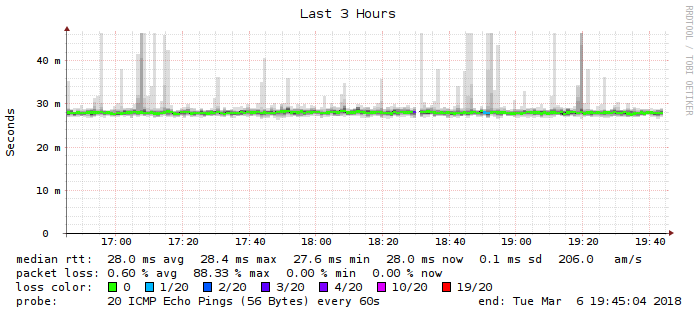 Last 3 Hours
RRDTOOL / TOBI OETIKER
Seconds
40 m
30 m
20 m
10 m
0
17:00 17:20 17:40 18:00 18:20 18:40 19:00 19:20 19:40
median rtt: 28.0 ms avg 28.4 ms max 27.6 ms min 28.0 ms now 0.1 ms sd 206.0 am/s
packet loss: 0.60 % avg 88.33 % max 0.00 % min 0.00 % now
loss color: 0 1/20 2/20 3/20 4/20 10/20 19/20
probe: 20 ICMP Echo Pings (56 Bytes) every 60s end: Tue Mar 6 19:45:04 2018